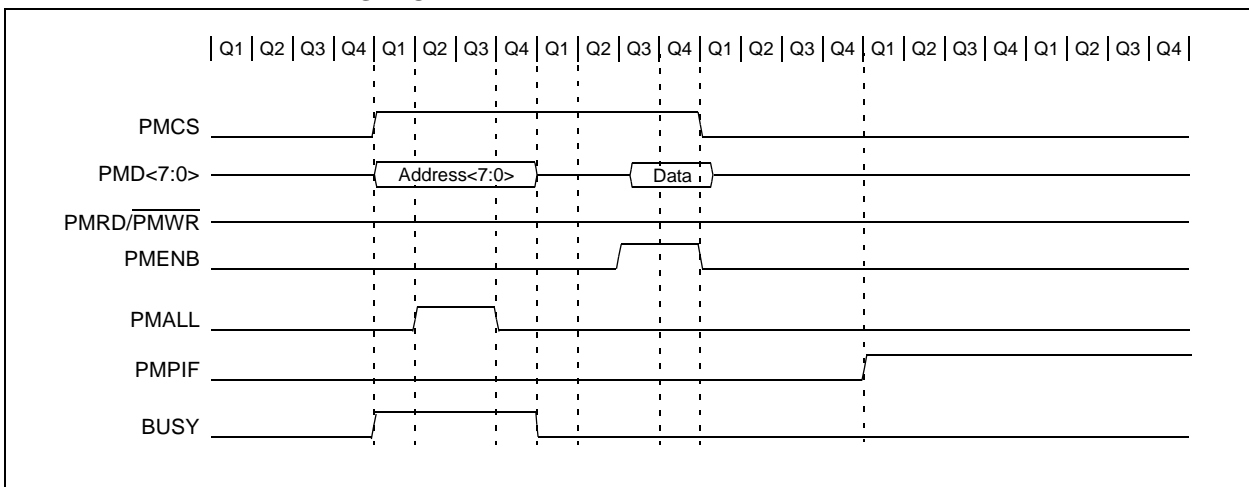 Q1 Q2 Q3 Q4 Q1 Q2 Q3 Q4 Q1 Q2 Q3 Q4 Q1 Q2 Q3 Q4 Q1 Q2 Q3 Q4 Q1 Q2 Q3 Q4
PMCS
PMD<7:0> Address<7:0> Data
PMRD/PMWR
PMENB
PMALL
PMPIF
BUSY